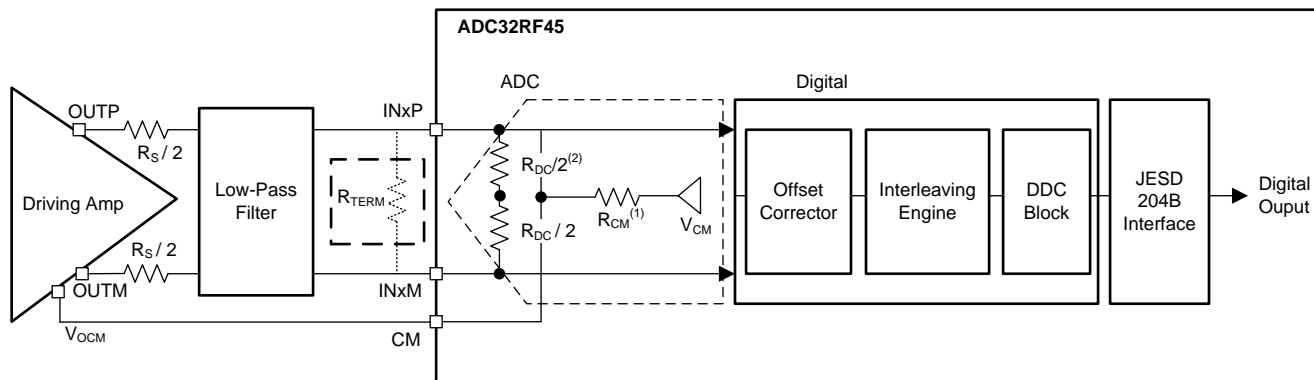 ADC32RF45
ADC
Digital
OUTP
INxP
RS / 2
RDC/2(2)
Driving Amp
Low-Pass
Filter
RTERM
RCM(1)
VCM
Offset
Corrector
Interleaving
Engine
DDC
Block
JESD
204B
Interface
Digital
Ouput
RDC / 2
RS / 2
OUTM
INxM
VOCM
CM